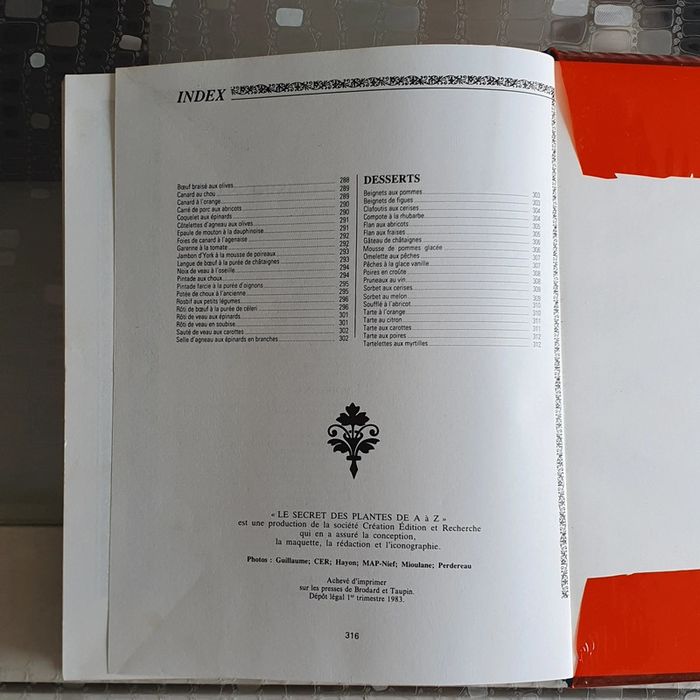 INDEX
Bœuf braisé aux olives 288
Canard au chou 289
Canard à l'orange 289
Carré de porc aux abricots 290
Coquelet aux épinards 290
Côtelettes d'agneau aux olives 291
Epaule de mouton à la dauphinoise 291
Foies de canard à l'agenaise 292
Garenne à la tomate 292
Jambon d'York à la mousse de poireaux 293
Langue de bœuf à la purée de châtaignes 293
Noix de veau à l'oseille 294
Pintade aux choux 294
Pintade farcie à la purée d'oignons 295
Potée de choux à l'ancienne 295
Rosbif aux petits légumes 296
Rôti de bœuf à la purée de céleri 296
Rôti de veau aux épinards 301
Rôti de veau en soubise 301
Sauté de veau aux carottes 302
Selle d'agneau aux épinards en branches 302
DESSERTS
Beignets aux pommes 303
Beignets de figues 303
Clafoutis aux cerises 304
Compote à la rhubarbe 304
Flan aux abricots 305
Flan aux fraises 305
Gâteau de châtaignes 306
Mousse de pommes glacée 306
Omelette aux pêches 307
Pêches à la glace vanille 307
Poires en croûte 308
Pruneaux au vin 308
Sorbet aux cerises 309
Sorbet au melon 309
Soufflé à l'abricot 310
Tarte à l'orange 310
Tarte au citron 311
Tarte aux carottes 311
Tarte aux poires 312
Tartelettes aux myrtilles 312
« LE SECRET DES PLANTES DE A à Z »
est une production de la société Création Édition et Recherche
qui en a assuré la conception,
la maquette, la rédaction et l'iconographie.
Photos : Guillaume; CER; Hayon; MAP-Nief; Mioulane; Perdereau
Achevé d'imprimer
sur les presses de Brodard et Taupin.
Dépôt légal 1er trimestre 1983.
316